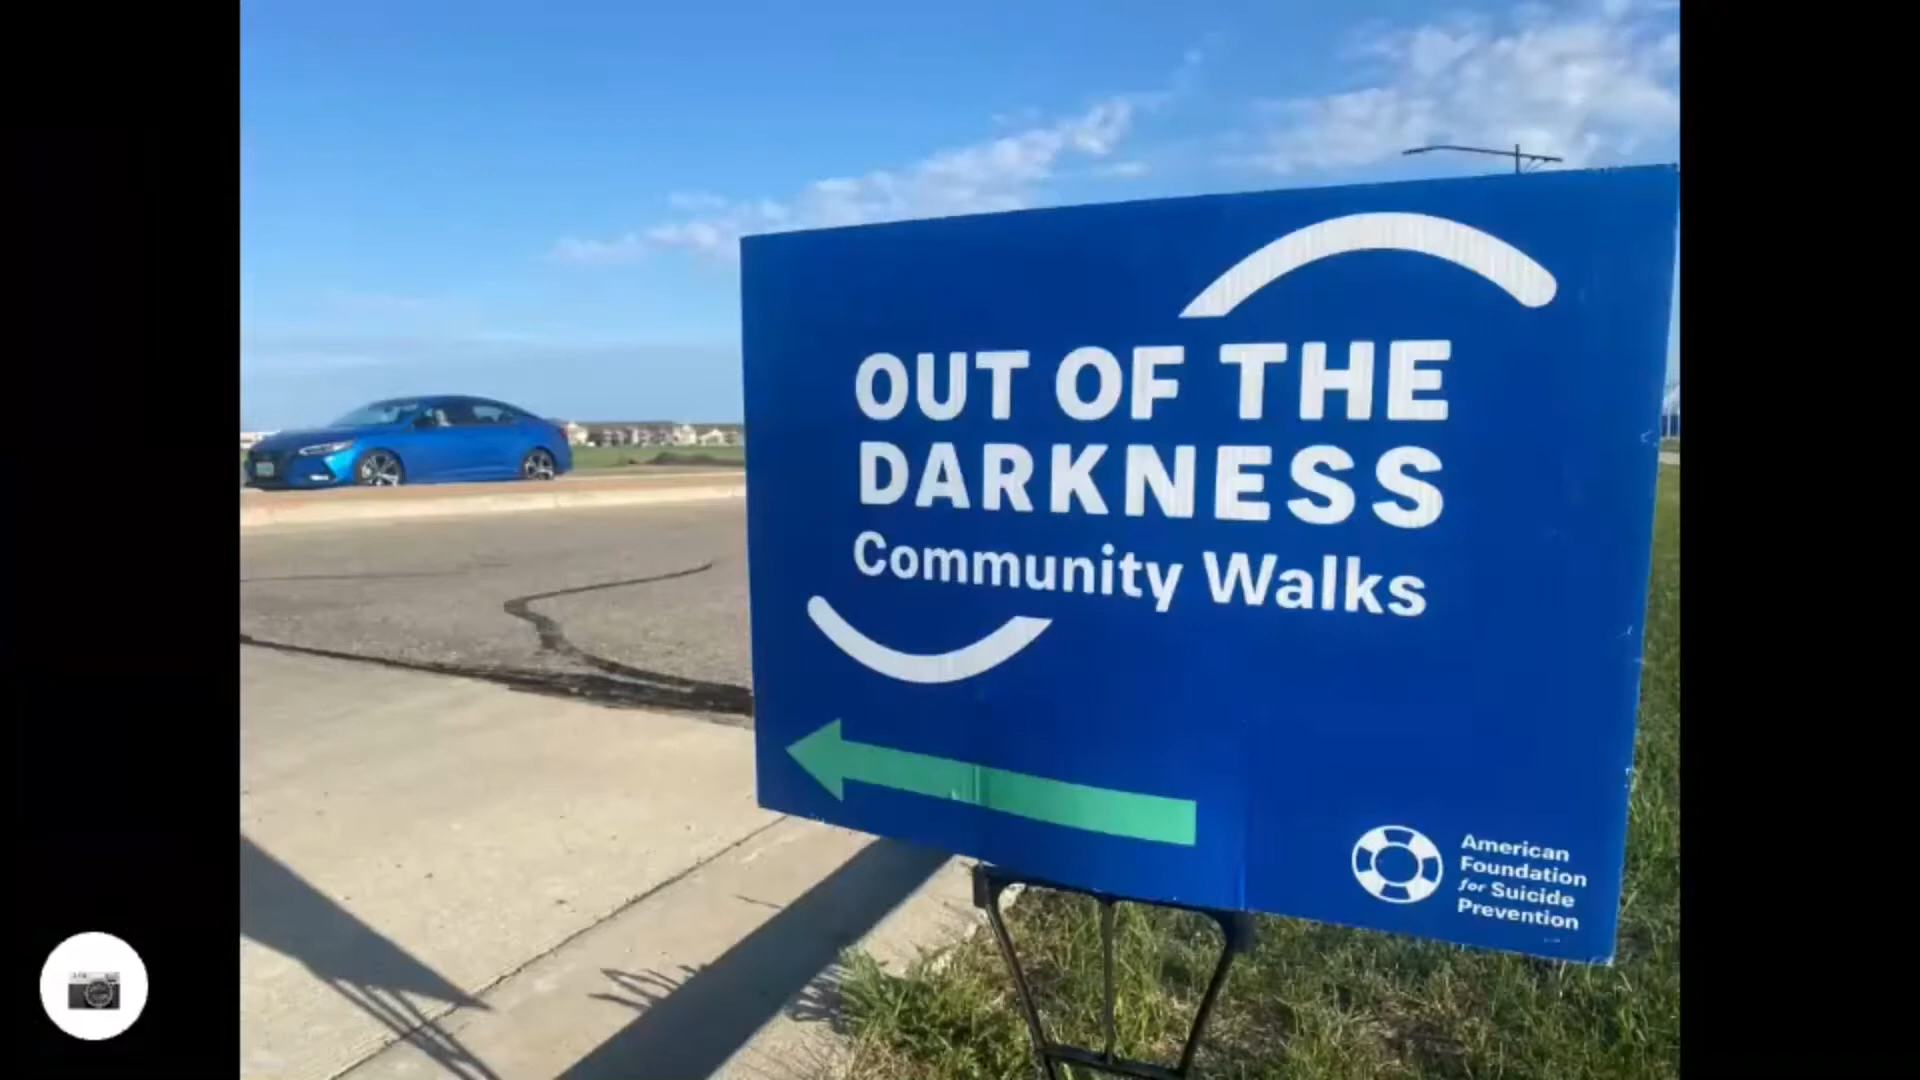 OUT OF THE
DARKNESS
Community Walks
American
Foundation
for Suicide
Prevention